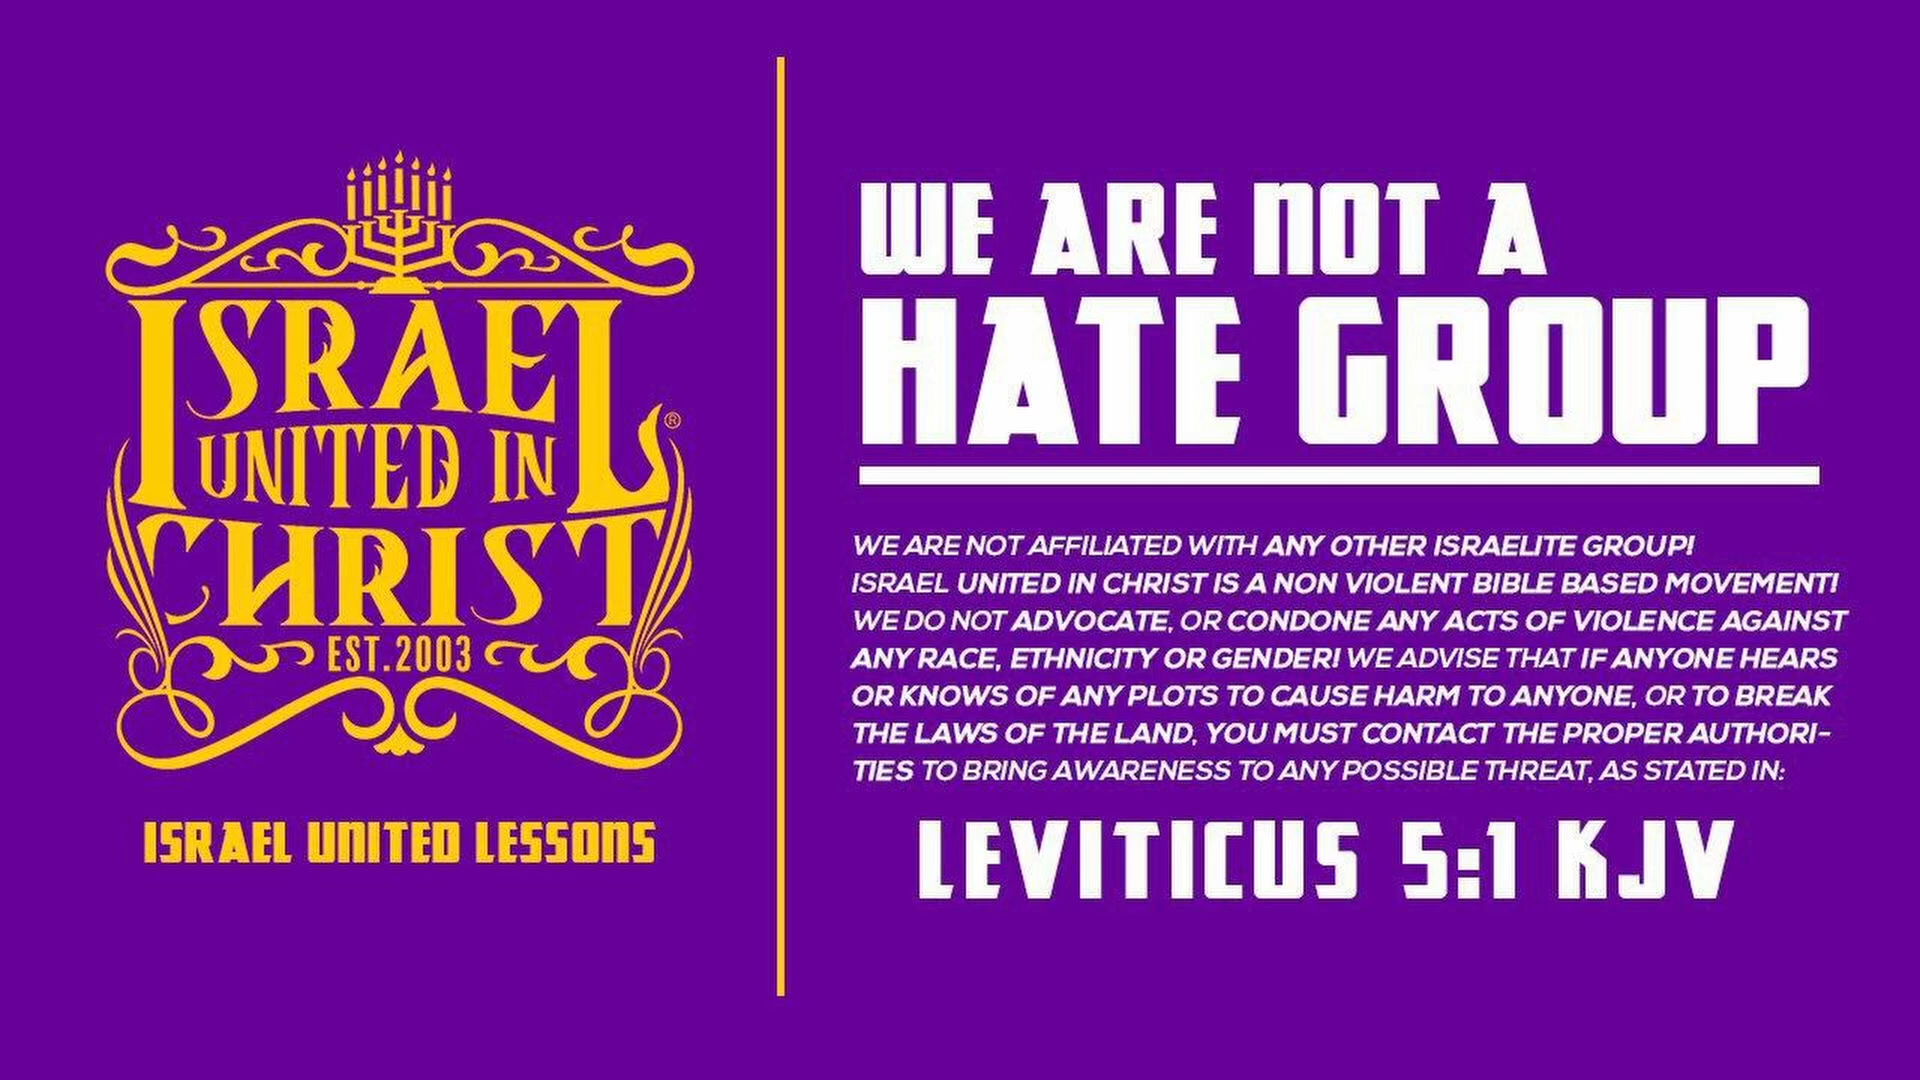 ISRAEL
UNITED IN
CHRIST
®
EST.2003
ISRAEL UNITED LESSONS
WE ARE NOT A
HATE GROUP
WE ARE NOT AFFILIATED WITH ANY OTHER ISRAELITE GROUP!
ISRAEL UNITED IN CHRIST IS A NON VIOLENT BIBLE BASED MOVEMENT!
WE DO NOT ADVOCATE, OR CONDONE ANY ACTS OF VIOLENCE AGAINST
ANY RACE, ETHNICITY OR GENDER! WE ADVISE THAT IF ANYONE HEARS
OR KNOWS OF ANY PLOTS TO CAUSE HARM TO ANYONE, OR TO BREAK
THE LAWS OF THE LAND, YOU MUST CONTACT THE PROPER AUTHORI-
TIES TO BRING AWARENESS TO ANY POSSIBLE THREAT, AS STATED IN:
LEVITICUS 5:1 KJV